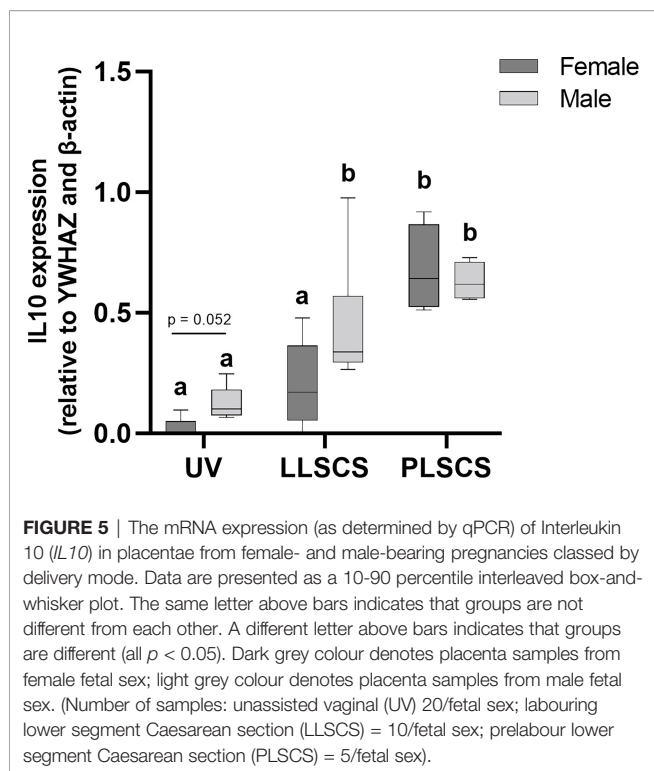 Female
Male
IL10 expression
(relative to YWHAZ and β-actin)
1.5
1.0
0.5
0.0
p = 0.052
a
a
a
b
b
b
UV
LLSCS
PLSCS
FIGURE 5 | The mRNA expression (as determined by qPCR) of Interleukin
10 (IL10) in placentae from female- and male-bearing pregnancies classed by
delivery mode. Data are presented as a 10-90 percentile interleaved box-and-
whisker plot. The same letter above bars indicates that groups are not
different from each other. A different letter above bars indicates that groups
are different (all p < 0.05). Dark grey colour denotes placenta samples from
female fetal sex; light grey colour denotes placenta samples from male fetal
sex. (Number of samples: unassisted vaginal (UV) 20/fetal sex; labouring
lower segment Caesarean section (LLSCS) = 10/fetal sex; prelabour lower
segment Caesarean section (PLSCS) = 5/fetal sex).